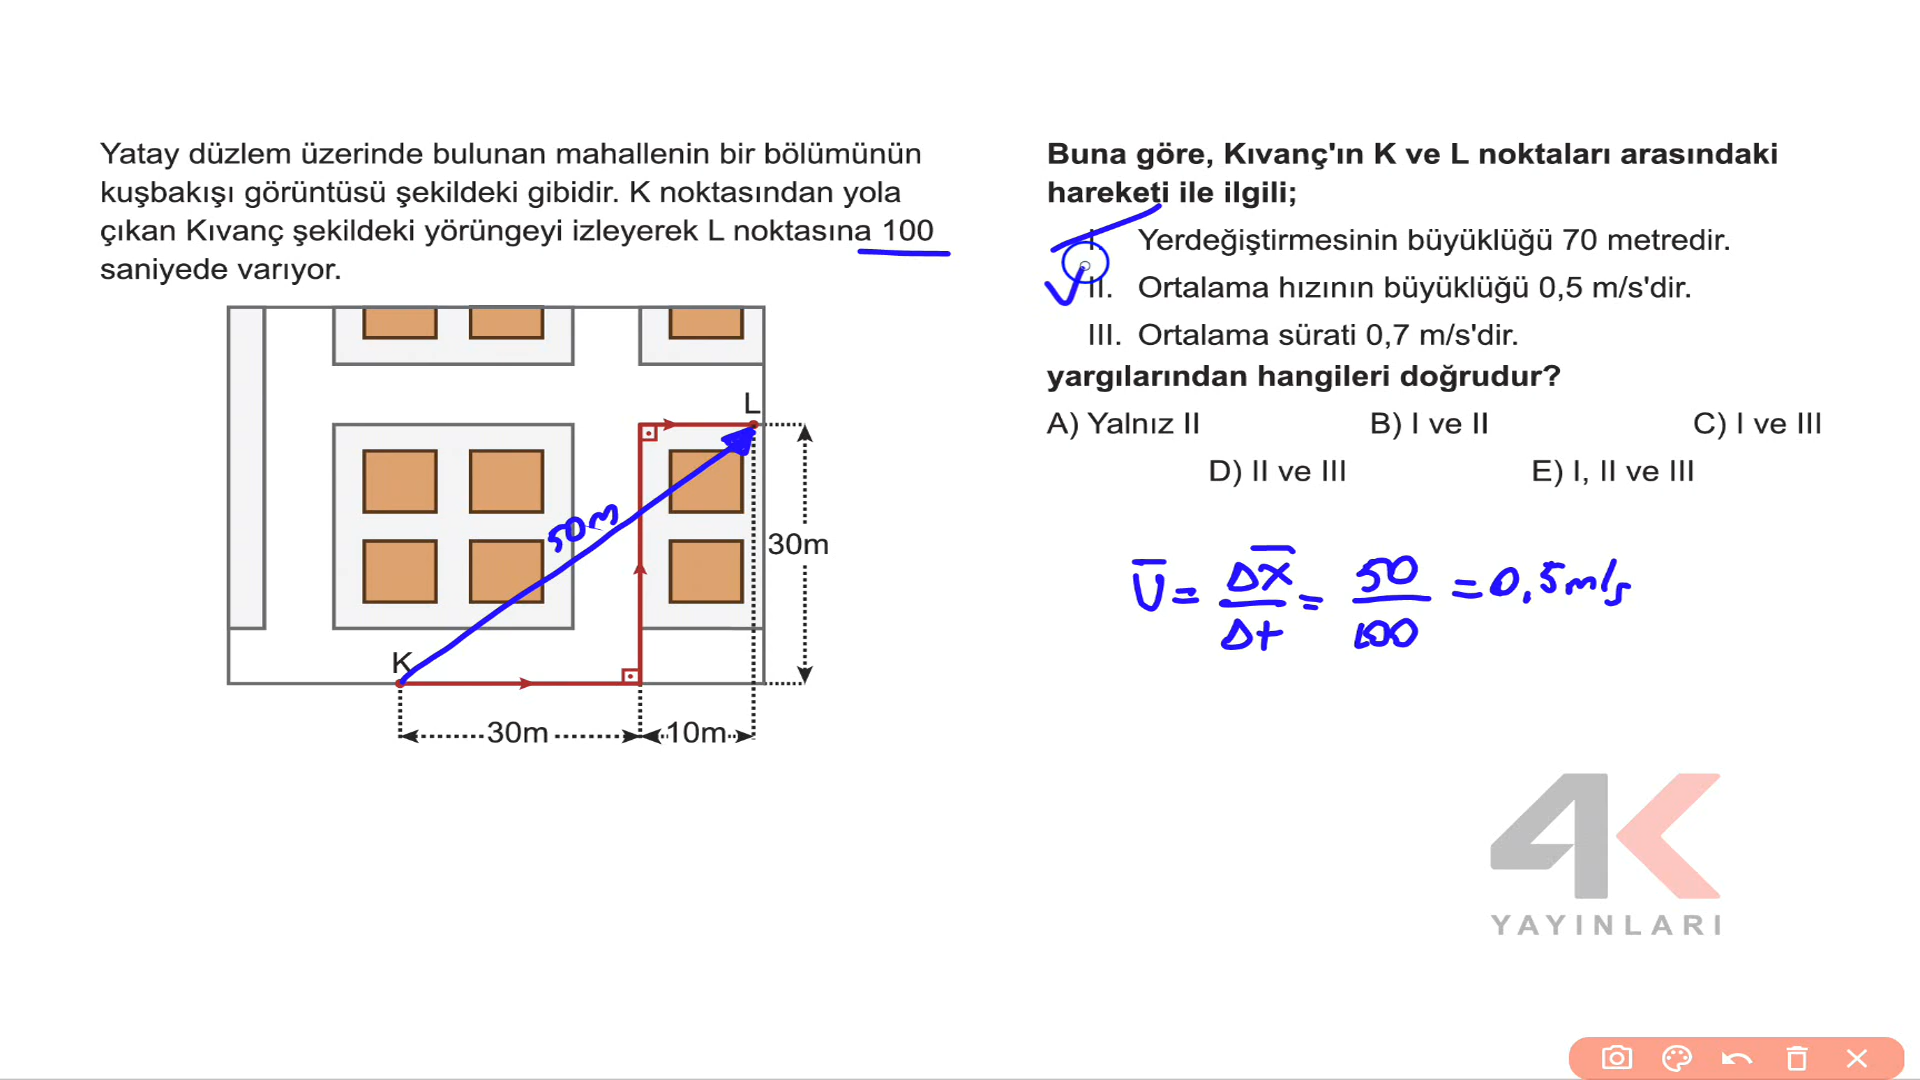 Yatay düzlem üzerinde bulunan mahallenin bir bölümünün
kuşbakışı görüntüsü şekildeki gibidir. K noktasından yola
çıkan Kıvanç şekildeki yörüngeyi izleyerek L noktasına 100
saniyede varıyor.
L
30m
50m
K
30m
10m
Buna göre, Kıvanç'ın K ve L noktaları arasındaki
hareketi ile ilgili;
I. Yerdeğiştirmesinin büyüklüğü 70 metredir.
II. Ortalama hızının büyüklüğü 0,5 m/s'dir.
III. Ortalama sürati 0,7 m/s'dir.
yargılarından hangileri doğrudur?
A) Yalnız II B) I ve II C) I ve III
D) II ve III E) I, II ve III
V = Δx / Δt = 50 / 100 = 0,5 m/s
4K
YAYINLARI